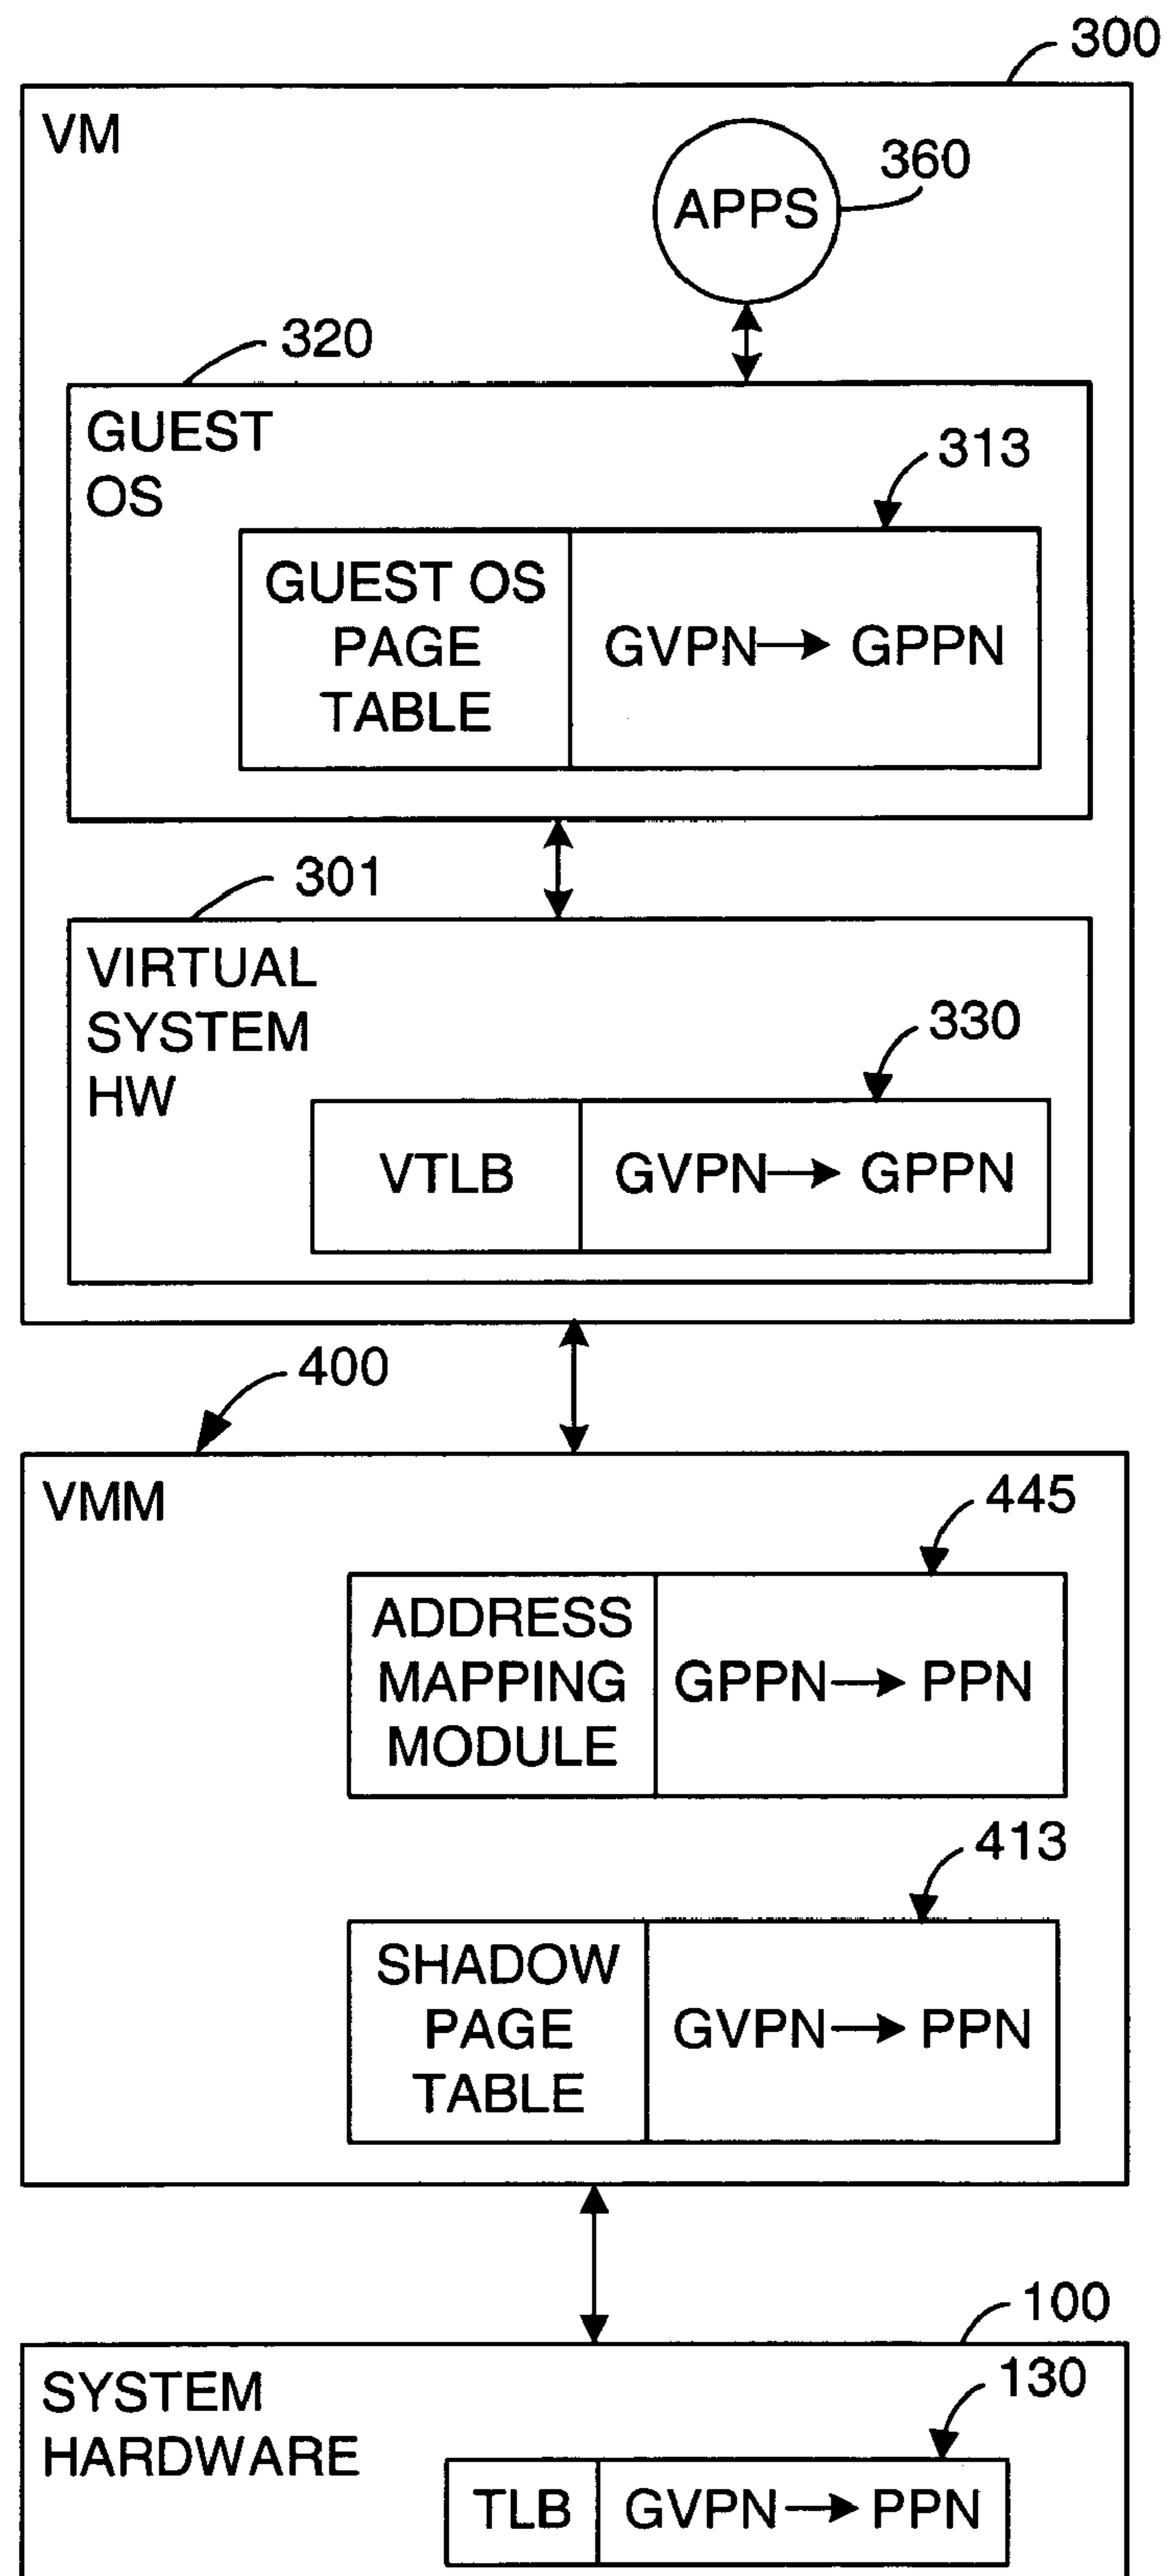 300
VM
360
APPS
320
GUEST
OS
313
GUEST OS
PAGE
TABLE
GVPN → GPPN
301
VIRTUAL
SYSTEM
HW
330
VTLB
GVPN → GPPN
400
VMM
445
ADDRESS
MAPPING
MODULE
GPPN → PPN
413
SHADOW
PAGE
TABLE
GVPN → PPN
100
SYSTEM
HARDWARE
130
TLB
GVPN → PPN